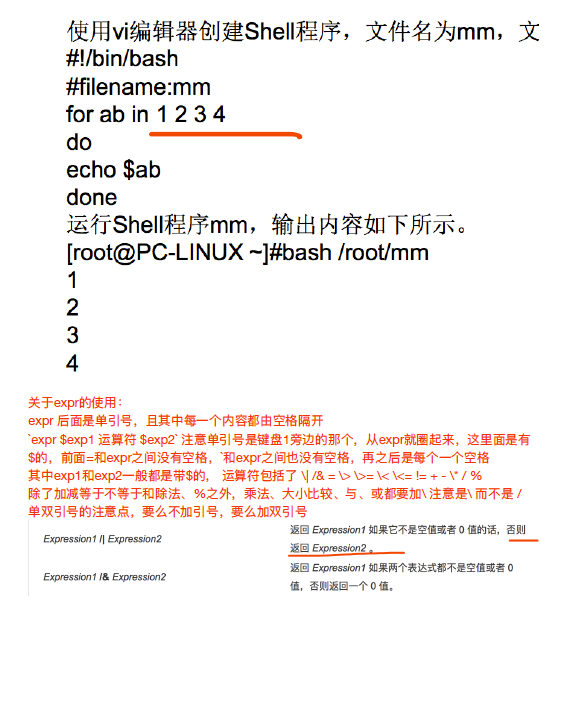 使用vi编辑器创建Shell程序，文件名为mm，文
#!/bin/bash
#filename:mm
for ab in 1 2 3 4
do
echo $ab
done
运行Shell程序mm，输出内容如下所示。
[root@PC-LINUX ~]#bash /root/mm
1
2
3
4
关于expr的使用：
expr 后面是单引号，且其中每一个内容都由空格隔开
`expr $exp1 运算符 $exp2` 注意单引号是键盘1旁边的那个，从expr就圈起来，这里面是有
$的，前面=和expr之间没有空格，`和expr之间也没有空格，再之后是每个一个空格
其中exp1和exp2一般都是带$的， 运算符包括了 \| /& = \> \>= \< \<= != + - \* / %
除了加减等于不等于和除法、%之外，乘法、大小比较、与、或都要加\ 注意是\ 而不是 /
单双引号的注意点，要么不加引号，要么加双引号
Expression1 /| Expression2 返回 Expression1 如果它不是空值或者 0 值的话，否则
返回 Expression2 。
Expression1 /& Expression2 返回 Expression1 如果两个表达式都不是空值或者 0
值，否则返回一个 0 值。